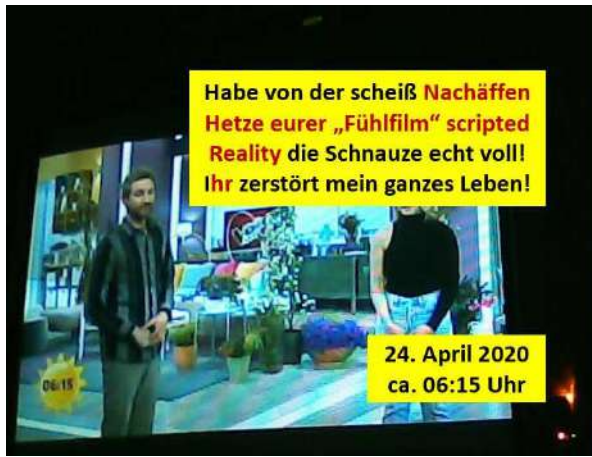 Habe von der scheiß Nachäffen
Hetze eurer „Fühlfilm“ scripted
Reality die Schnauze echt voll!
Ihr zerstört mein ganzes Leben!
24. April 2020
ca. 06:15 Uhr
06:15